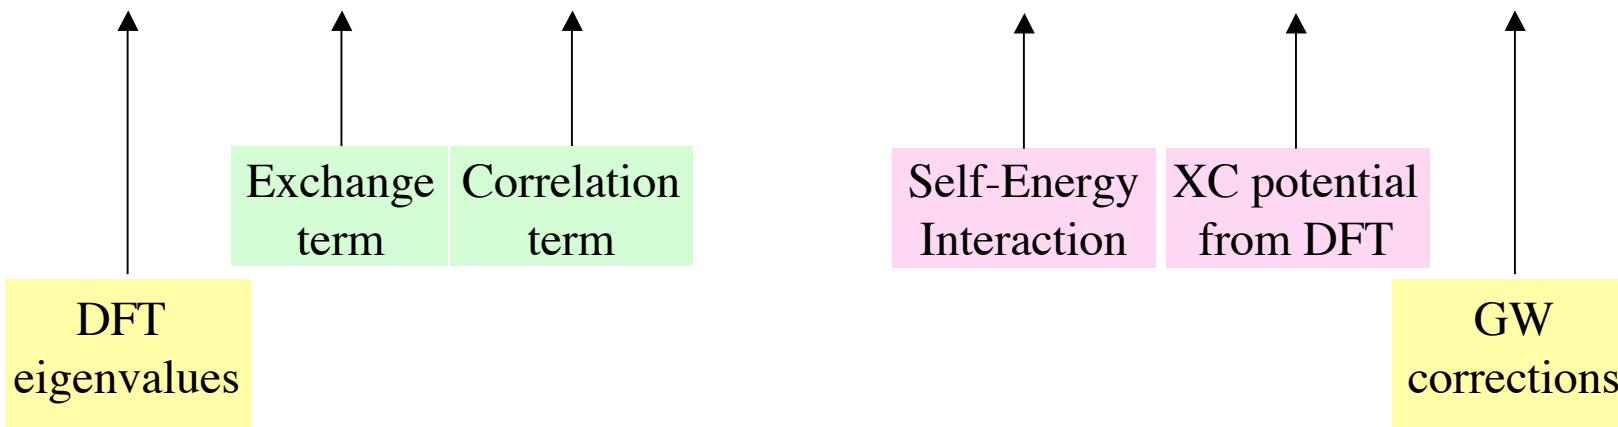 Exchange
term
Correlation
term
Self-Energy
Interaction
XC potential
from DFT
DFT
eigenvalues
GW
corrections